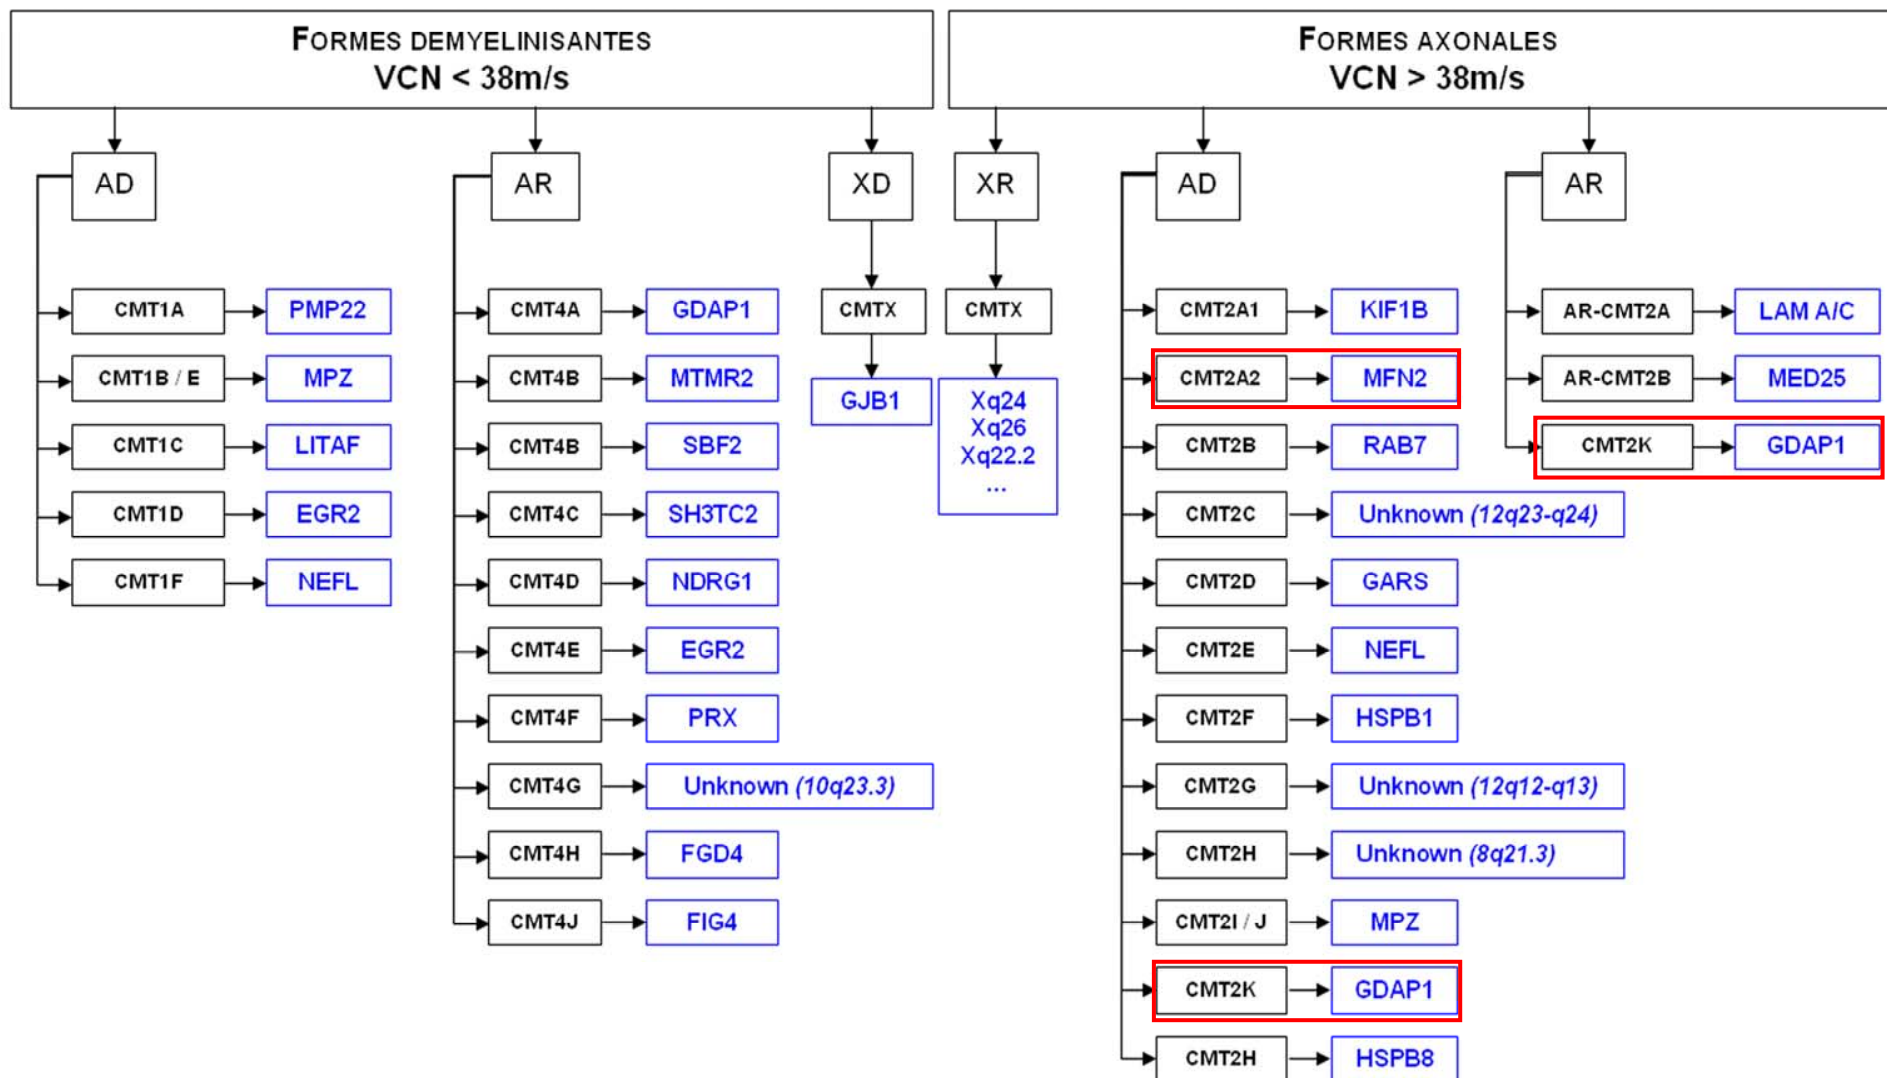 FORMES DEMYELINISANTES
VCN < 38m/s
FORMES AXONALES
VCN > 38m/s
AD
AR
XD
XR
AD
AR
CMT1A
PMP22
CMT1B / E
MPZ
CMT1C
LITAF
CMT1D
EGR2
CMT1F
NEFL
CMT4A
GDAP1
CMT4B
MTMR2
CMT4B
SBF2
CMT4C
SH3TC2
CMT4D
NDRG1
CMT4E
EGR2
CMT4F
PRX
CMT4G
Unknown (10q23.3)
CMT4H
FGD4
CMT4J
FIG4
CMTX
GJB1
CMTX
Xq24
Xq26
Xq22.2
...
CMT2A1
KIF1B
CMT2A2
MFN2
CMT2B
RAB7
CMT2C
Unknown (12q23-q24)
CMT2D
GARS
CMT2E
NEFL
CMT2F
HSPB1
CMT2G
Unknown (12q12-q13)
CMT2H
Unknown (8q21.3)
CMT2I / J
MPZ
CMT2K
GDAP1
CMT2H
HSPB8
AR-CMT2A
LAM A/C
AR-CMT2B
MED25
CMT2K
GDAP1